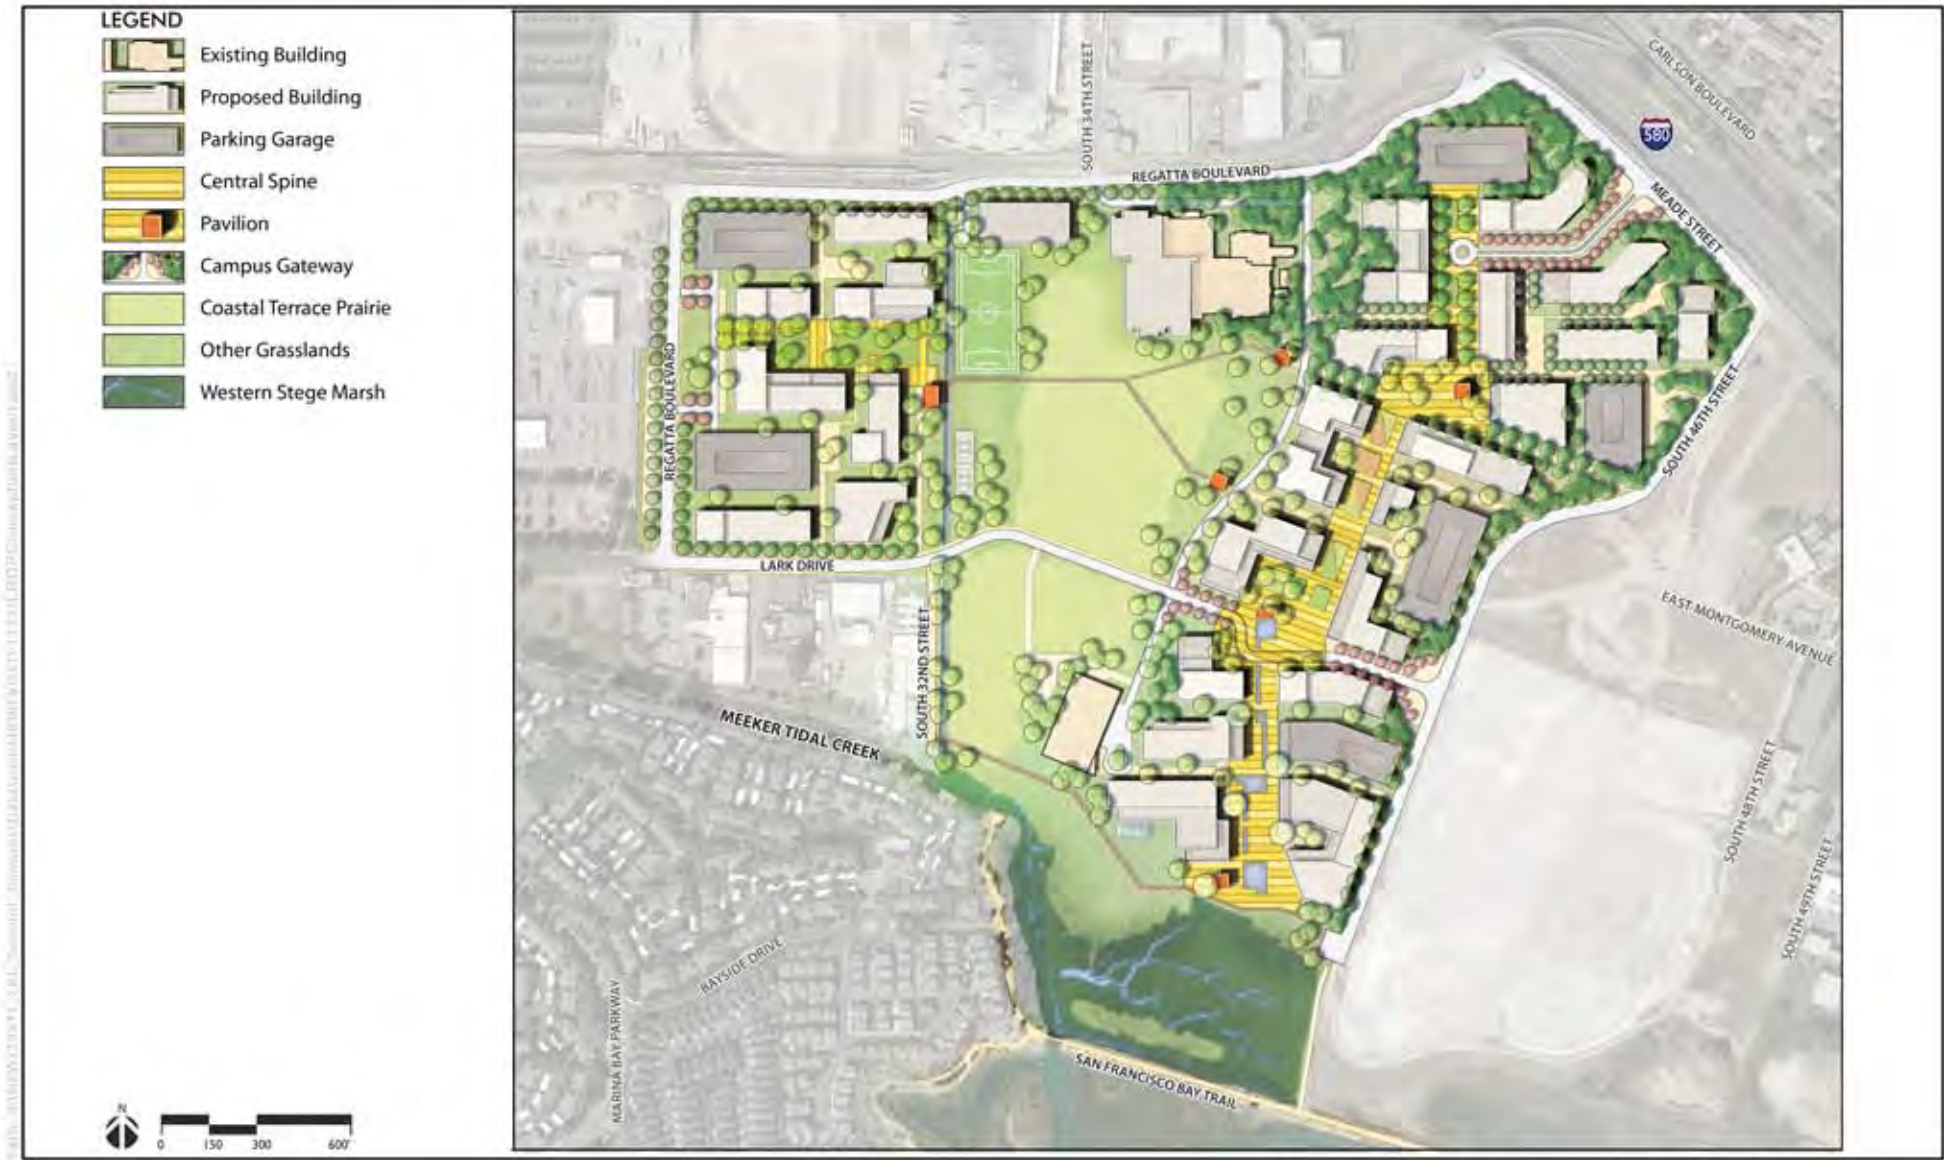 LEGEND
Existing Building
Proposed Building
Parking Garage
Central Spine
Pavilion
Campus Gateway
Coastal Terrace Prairie
Other Grasslands
Western Stege Marsh
N
0 150 300 600'
CARLSON BOULEVARD
580
SOUTH 34TH STREET
REGATTA BOULEVARD
MEADE STREET
REGATTA BOULEVARD
SOUTH 46TH STREET
LARK DRIVE
EAST MONTGOMERY AVENUE
SOUTH 32ND STREET
MEEKER TIDAL CREEK
SOUTH 48TH STREET
SOUTH 49TH STREET
BAYSIDE DRIVE
MARINA BAY PARKWAY
SAN FRANCISCO BAY TRAIL